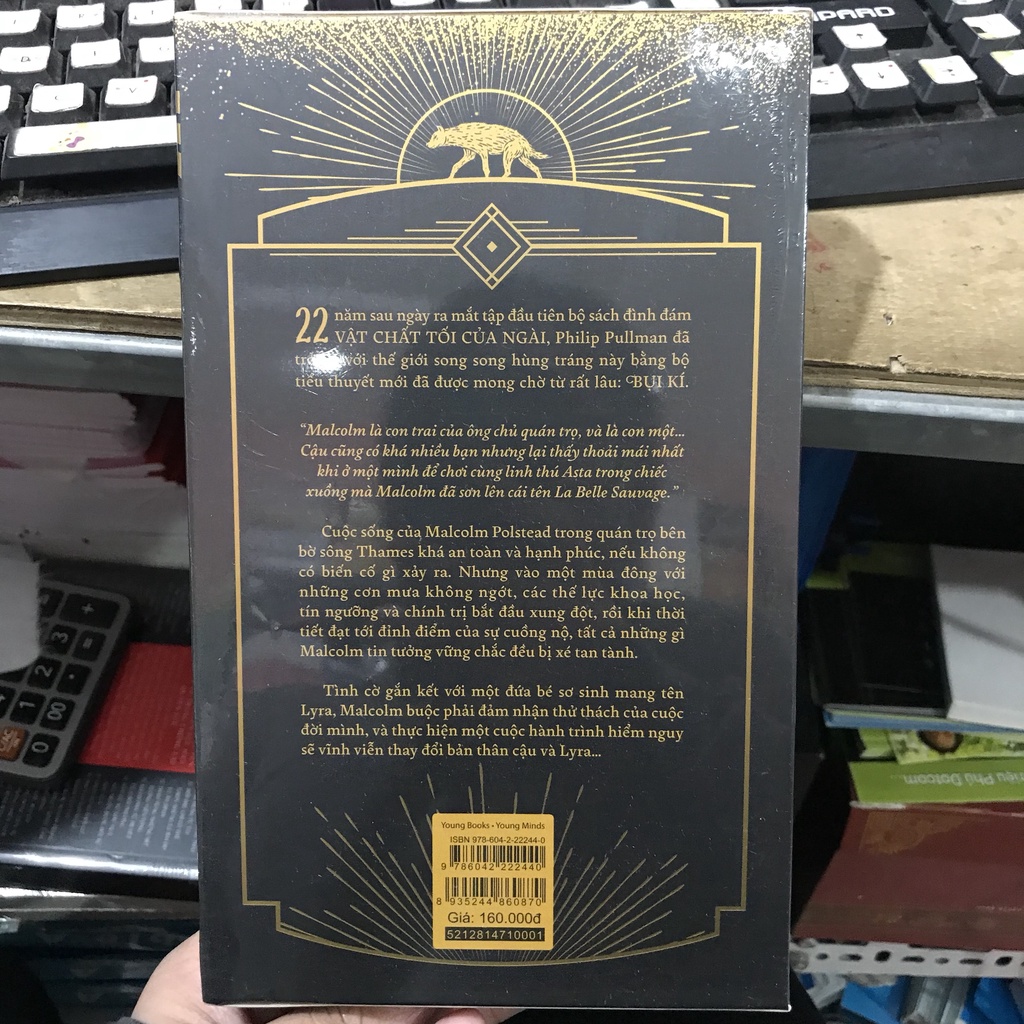 22 năm sau ngày ra mắt tập đầu tiên bộ sách đình đám
VẬT CHẤT TỐI CỦA NGÀI, Philip Pullman đã
với thế giới song song hùng tráng này bằng bộ
tiểu thuyết mới đã được mong chờ từ rất lâu: BỤI KÍ.
“Malcolm là con trai của ông chủ quán trọ, và là con một...
Cậu cũng có khá nhiều bạn nhưng lại thấy thoải mái nhất
khi ở một mình để chơi cùng linh thú Asta trong chiếc
xuồng mà Malcolm đã sơn lên cái tên La Belle Sauvage.”
Cuộc sống của Malcolm Polstead trong quán trọ bên
bờ sông Thames khá an toàn và hạnh phúc, nếu không
có biến cố gì xảy ra. Nhưng vào một mùa đông với
những cơn mưa không ngớt, các thế lực khoa học,
tín ngưỡng và chính trị bắt đầu xung đột, rồi khi thời
tiết đạt tới đỉnh điểm của sự cuồng nộ, tất cả những gì
Malcolm tin tưởng vững chắc đều bị xé tan tành.
Tình cờ gắn kết với một đứa bé sơ sinh mang tên
Lyra, Malcolm buộc phải đảm nhận thử thách của cuộc
đời mình, và thực hiện một cuộc hành trình hiểm nguy
sẽ vĩnh viễn thay đổi bản thân cậu và Lyra...
Young Books • Young Minds
ISBN 978-604-2-22244-0
9 786042 222440
8 935244 860870
Giá: 160.000đ
5212814710001
Phú Dotcom...